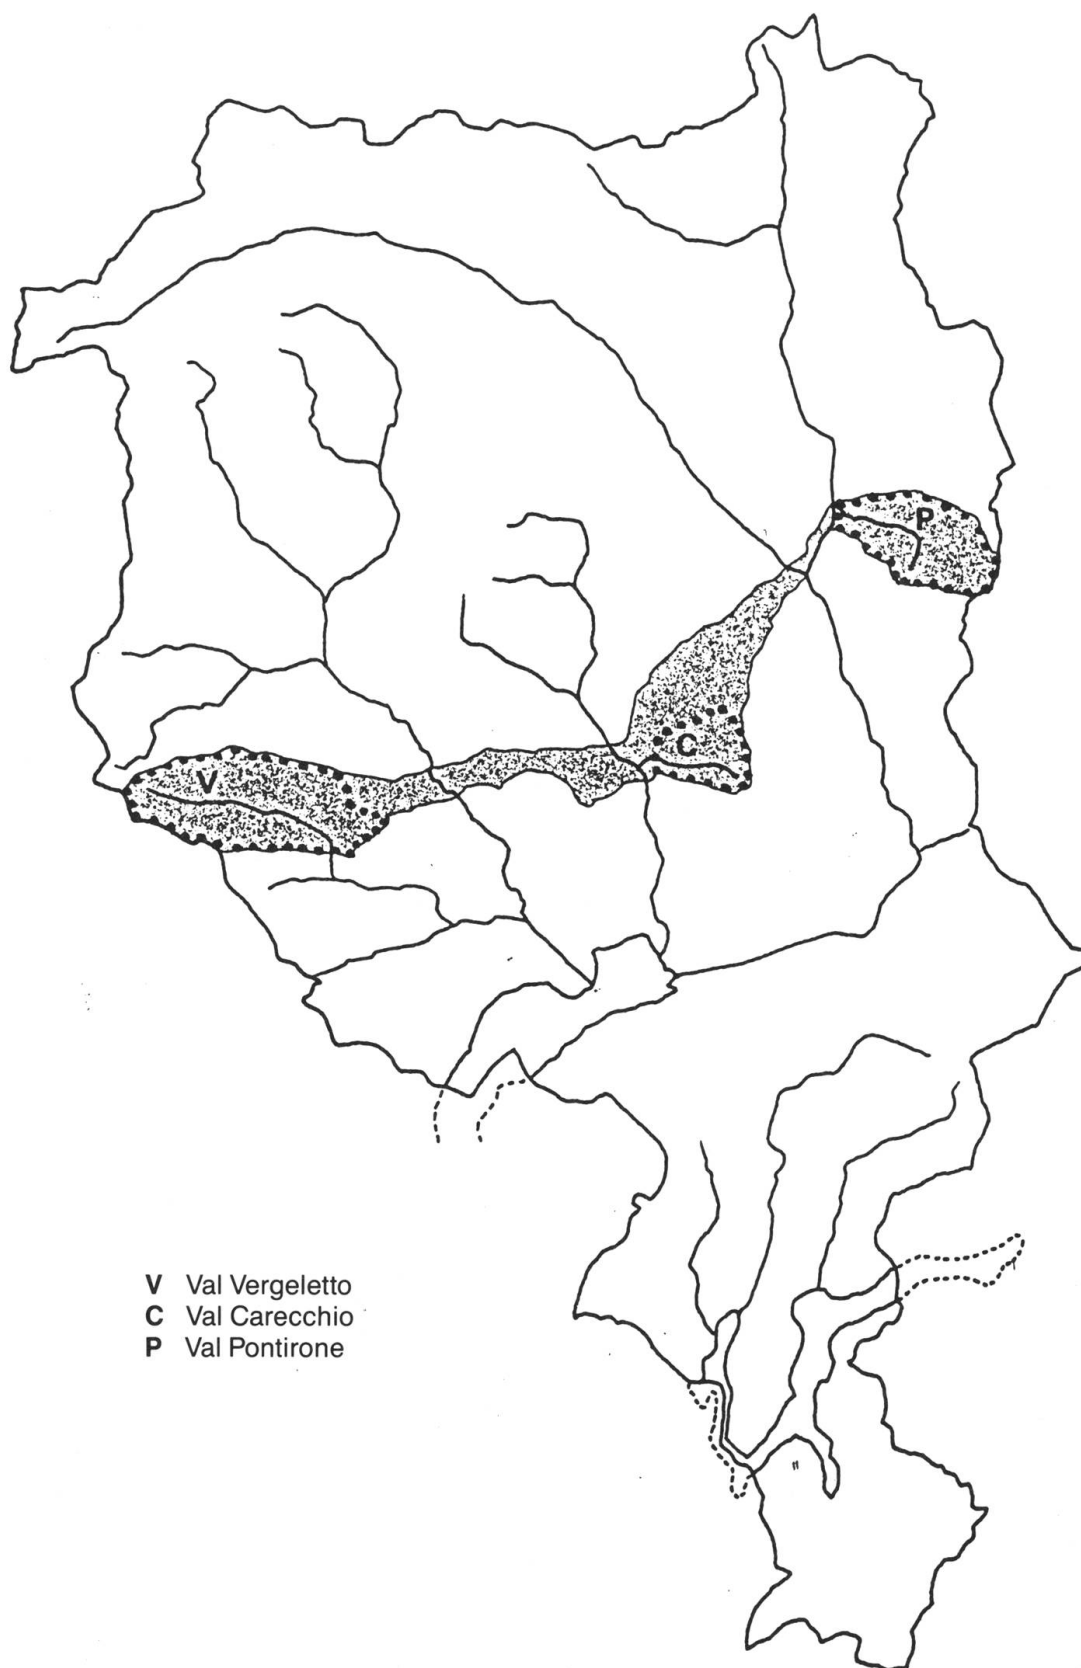 P
C
V
V Val Vergeletto
C Val Carecchio
P Val Pontirone